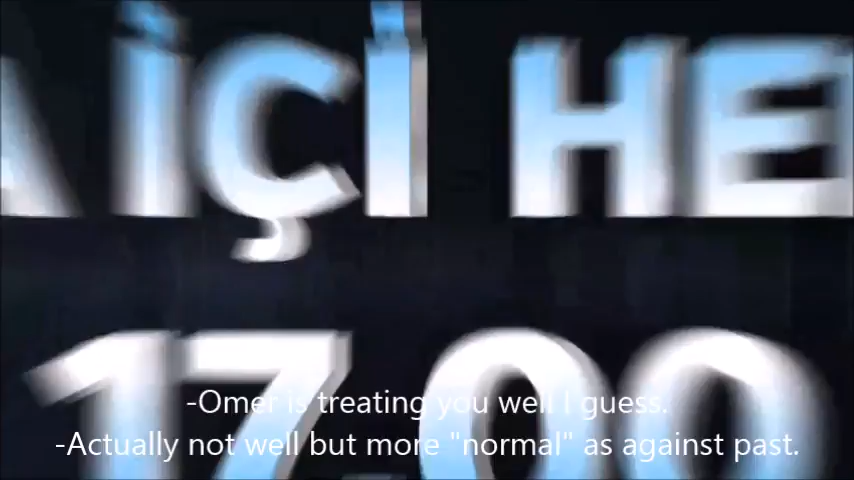 İÇİ HE
17.00
-Omer is treating you well I guess.
-Actually not well but more "normal" as against past.